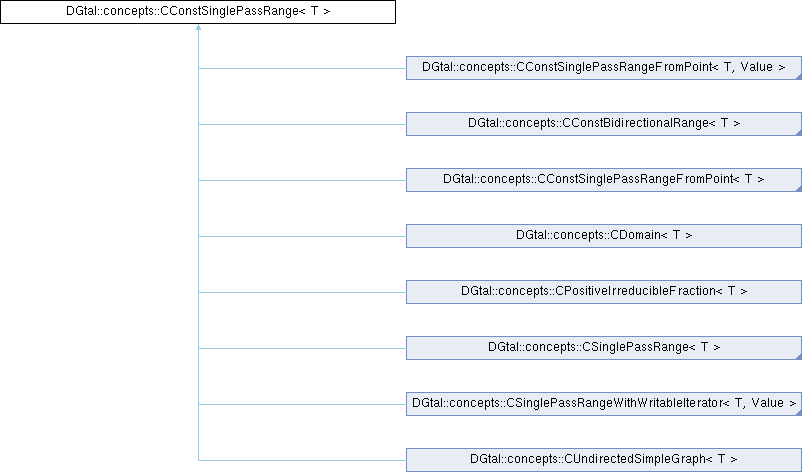 DGtal::concepts::CConstSinglePassRange< T >
DGtal::concepts::CConstSinglePassRangeFromPoint< T, Value >
DGtal::concepts::CConstBidirectionalRange< T >
DGtal::concepts::CConstSinglePassRangeFromPoint< T >
DGtal::concepts::CDomain< T >
DGtal::concepts::CPositiveIrreducibleFraction< T >
DGtal::concepts::CSinglePassRange< T >
DGtal::concepts::CSinglePassRangeWithWritableIterator< T, Value >
DGtal::concepts::CUndirectedSimpleGraph< T >